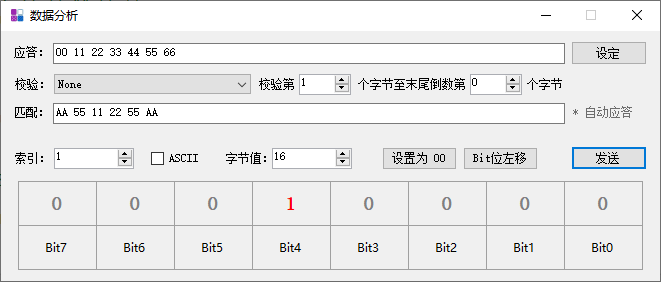 数据分析
应答: 00 11 22 33 44 55 66 设定
校验: None 校验第 1 个字节至末尾倒数第 0 个字节
匹配: AA 55 11 22 55 AA * 自动应答
索引: 1 ASCII 字节值: 16 设置为 00 Bit位左移 发送
0 0 0 1 0 0 0 0
Bit7 Bit6 Bit5 Bit4 Bit3 Bit2 Bit1 Bit0